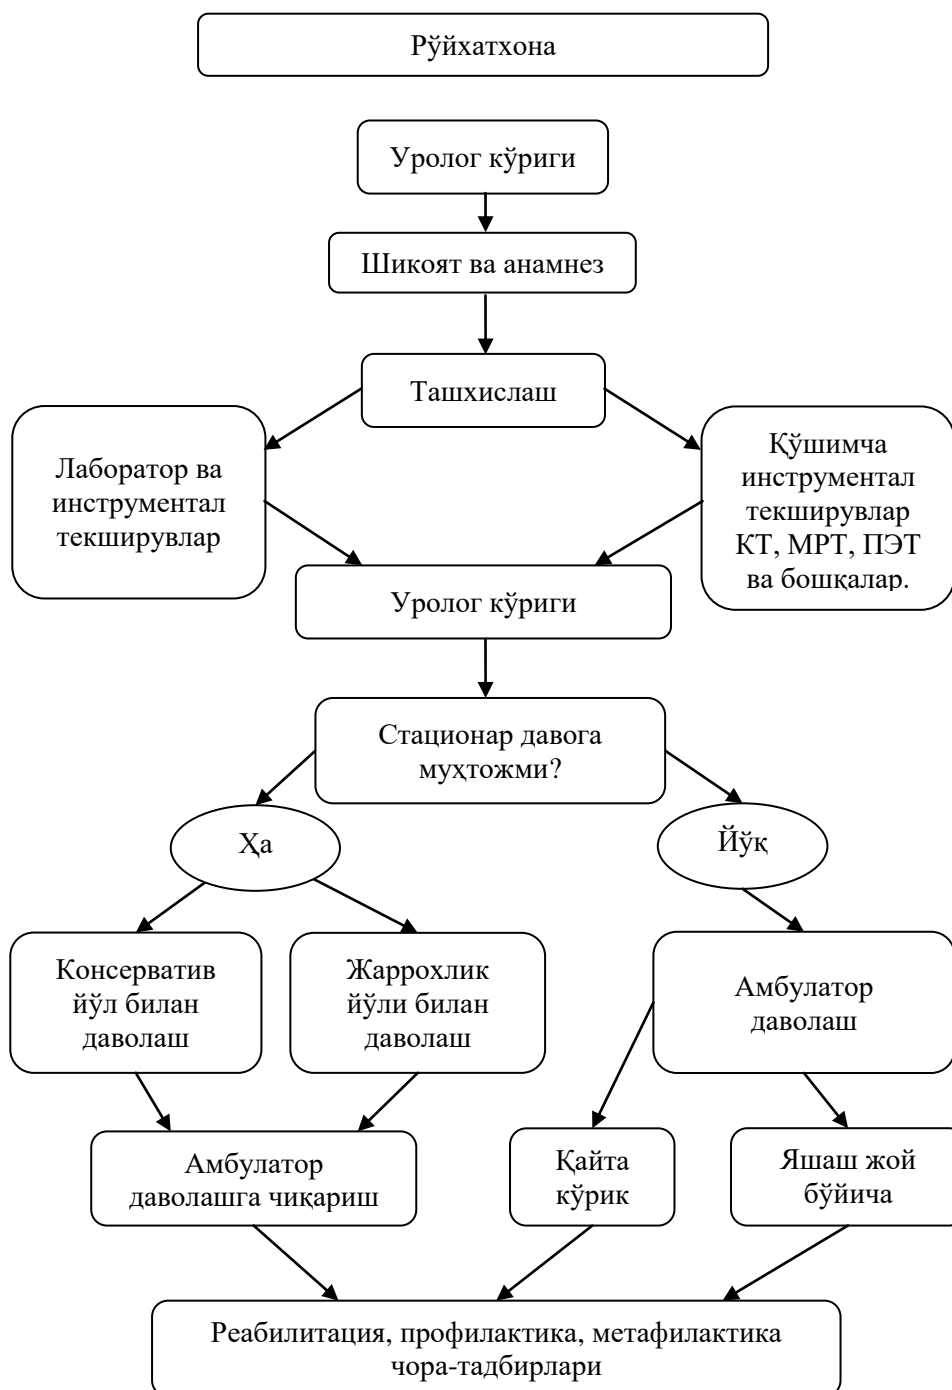 Рўйхатхона
Уролог кўриги
Шикоят ва анамнез
Ташхислаш
Лаборатор ва
инструментал
текширувлар
Қўшимча
инструментал
текширувлар
КТ, МРТ, ПЭТ
ва бошқалар.
Уролог кўриги
Стационар давога
муҳтожми?
Ҳа
Йўқ
Консерватив
йўл билан
даволаш
Жаррохлик
йўли билан
даволаш
Амбулатор
даволаш
Амбулатор
даволашга чиқариш
Қайта
кўрик
Яшаш жой
бўйича
Реабилитация, профилактика, метафилактика
чора-тадбирлари